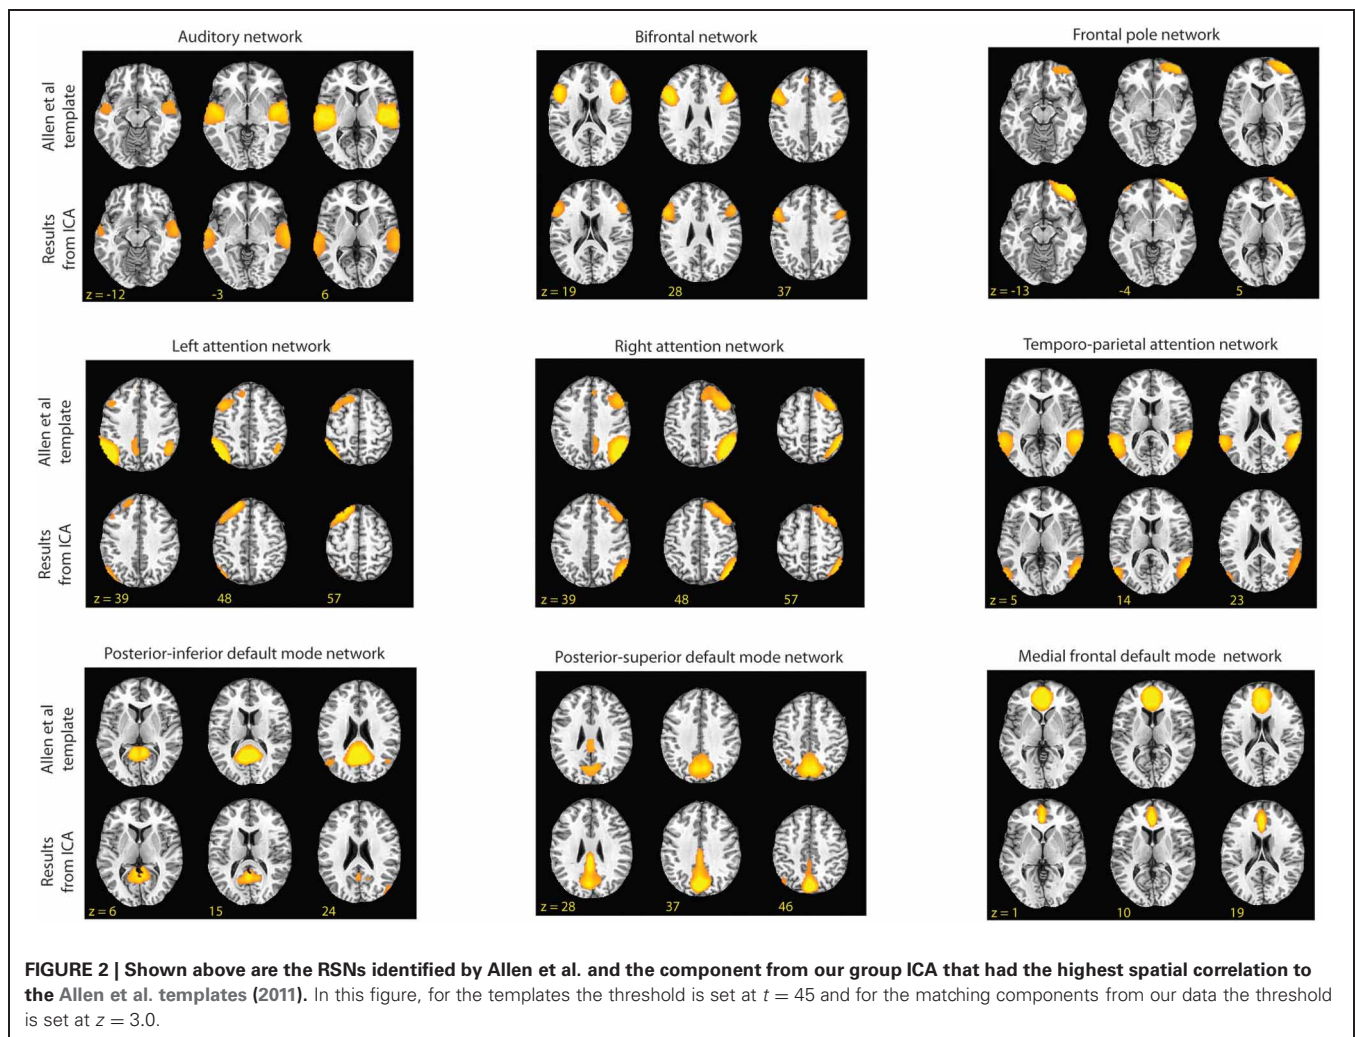 Auditory network
Bifrontal network
Frontal pole network
Allen et al
template
Results
from ICA
z = -12 -3 6
z = 19 28 37
z = -13 -4 5
Left attention network
Right attention network
Temporo-parietal attention network
Allen et al
template
Results
from ICA
z = 39 48 57
z = 39 48 57
z = 5 14 23
Posterior-inferior default mode network
Posterior-superior default mode network
Medial frontal default mode network
Allen et al
template
Results
from ICA
z = 6 15 24
z = 28 37 46
z = 1 10 19
FIGURE 2 | Shown above are the RSNs identified by Allen et al. and the component from our group ICA that had the highest spatial correlation to
the Allen et al. templates (2011). In this figure, for the templates the threshold is set at t = 45 and for the matching components from our data the threshold
is set at z = 3.0.